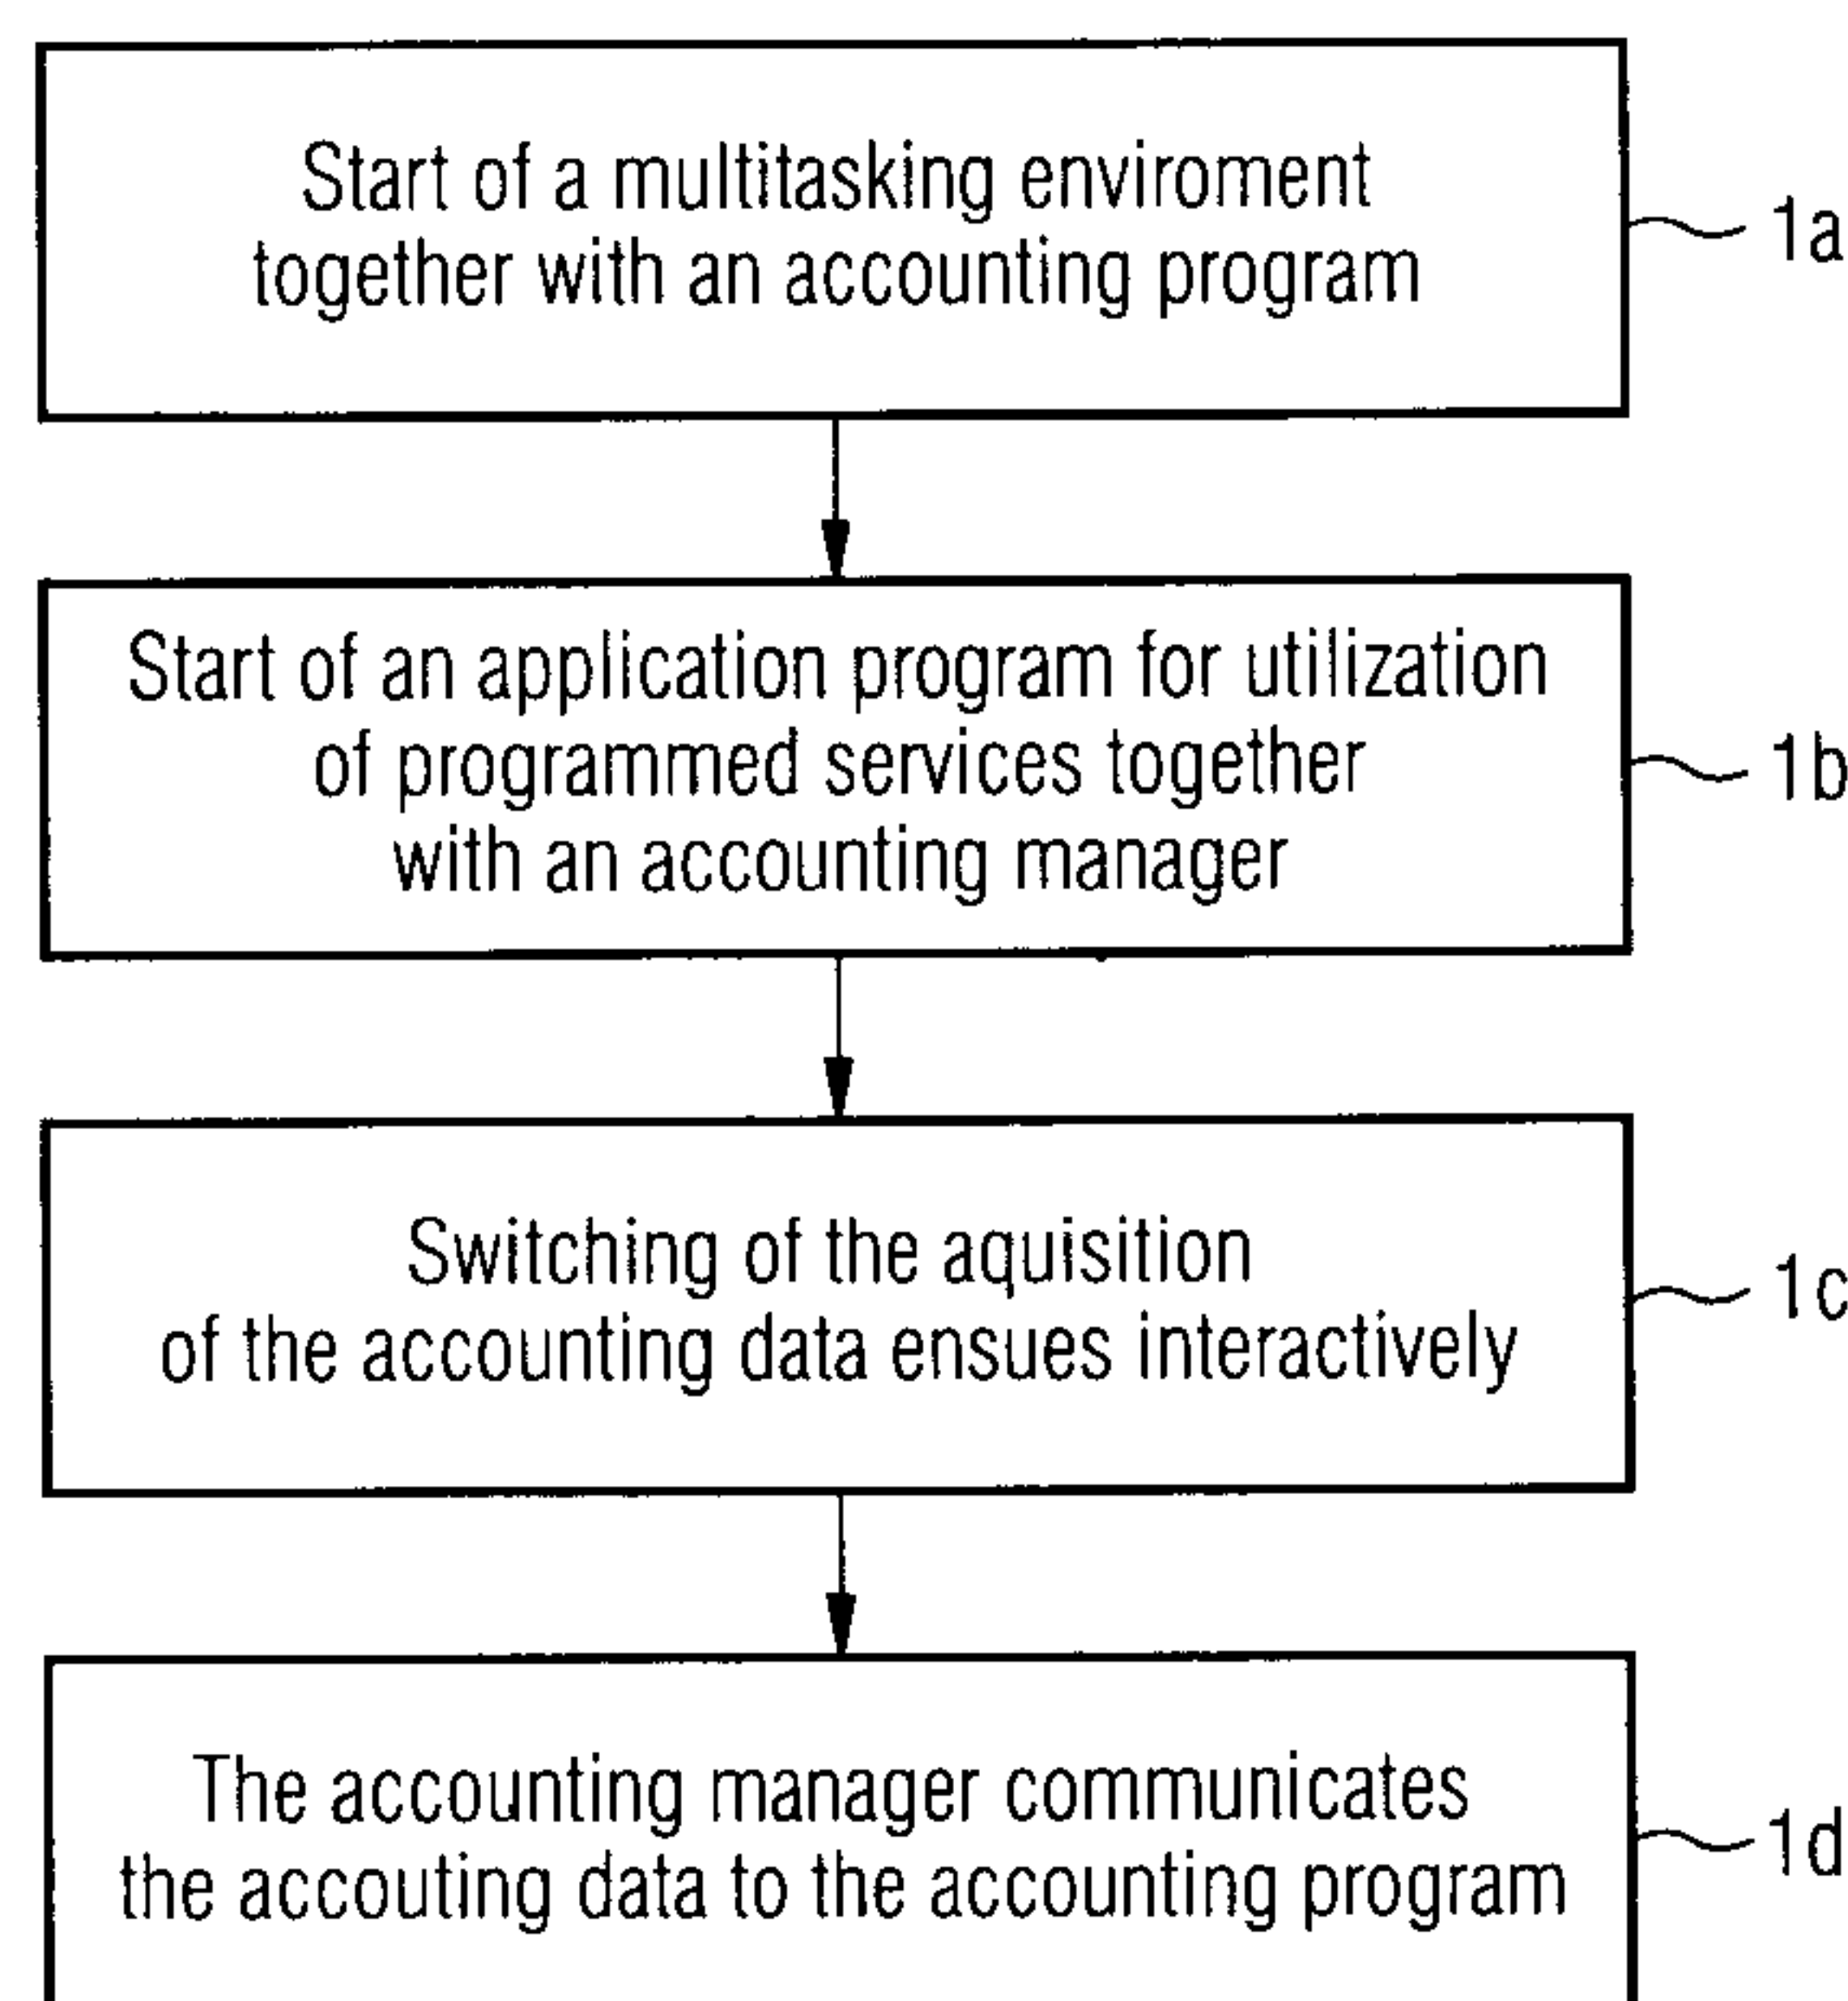 Start of a multitasking enviroment
together with an accounting program
1a
Start of an application program for utilization
of programmed services together
with an accounting manager
1b
Switching of the aquisition
of the accounting data ensues interactively
1c
The accounting manager communicates
the accouting data to the accounting program
1d